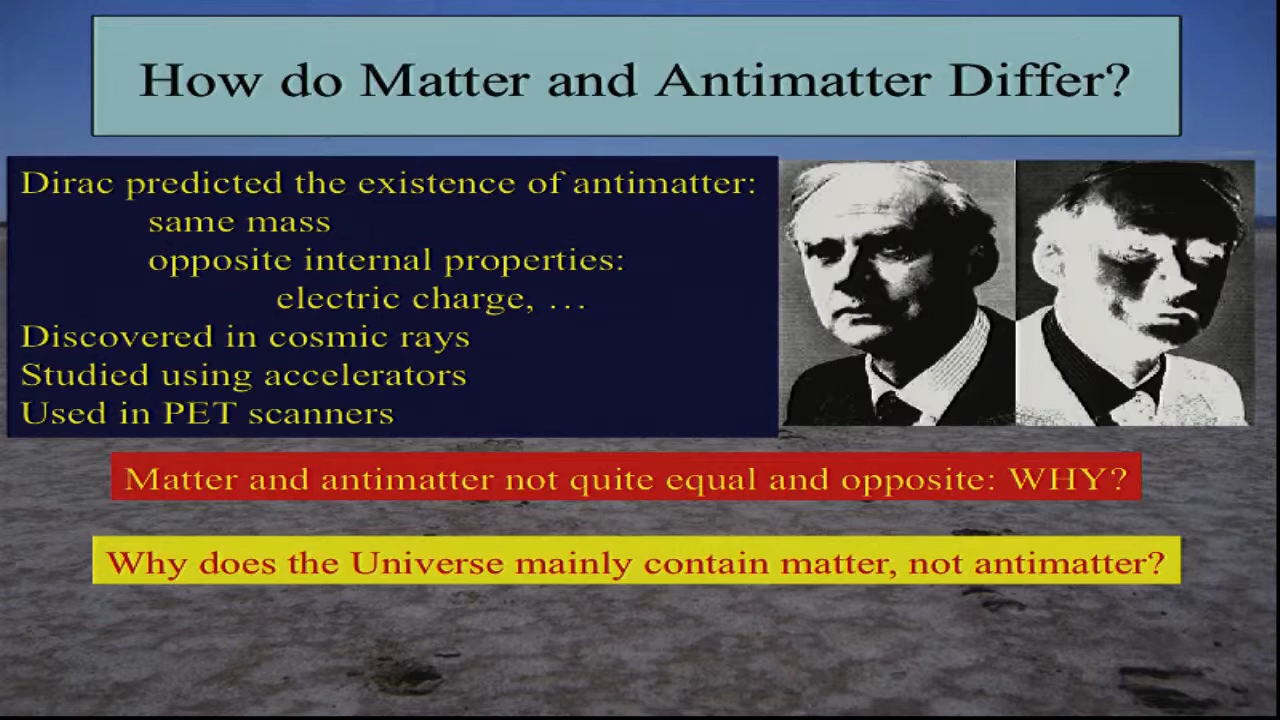 How do Matter and Antimatter Differ?
Dirac predicted the existence of antimatter:
same mass
opposite internal properties:
electric charge, …
Discovered in cosmic rays
Studied using accelerators
Used in PET scanners
Matter and antimatter not quite equal and opposite: WHY?
Why does the Universe mainly contain matter, not antimatter?